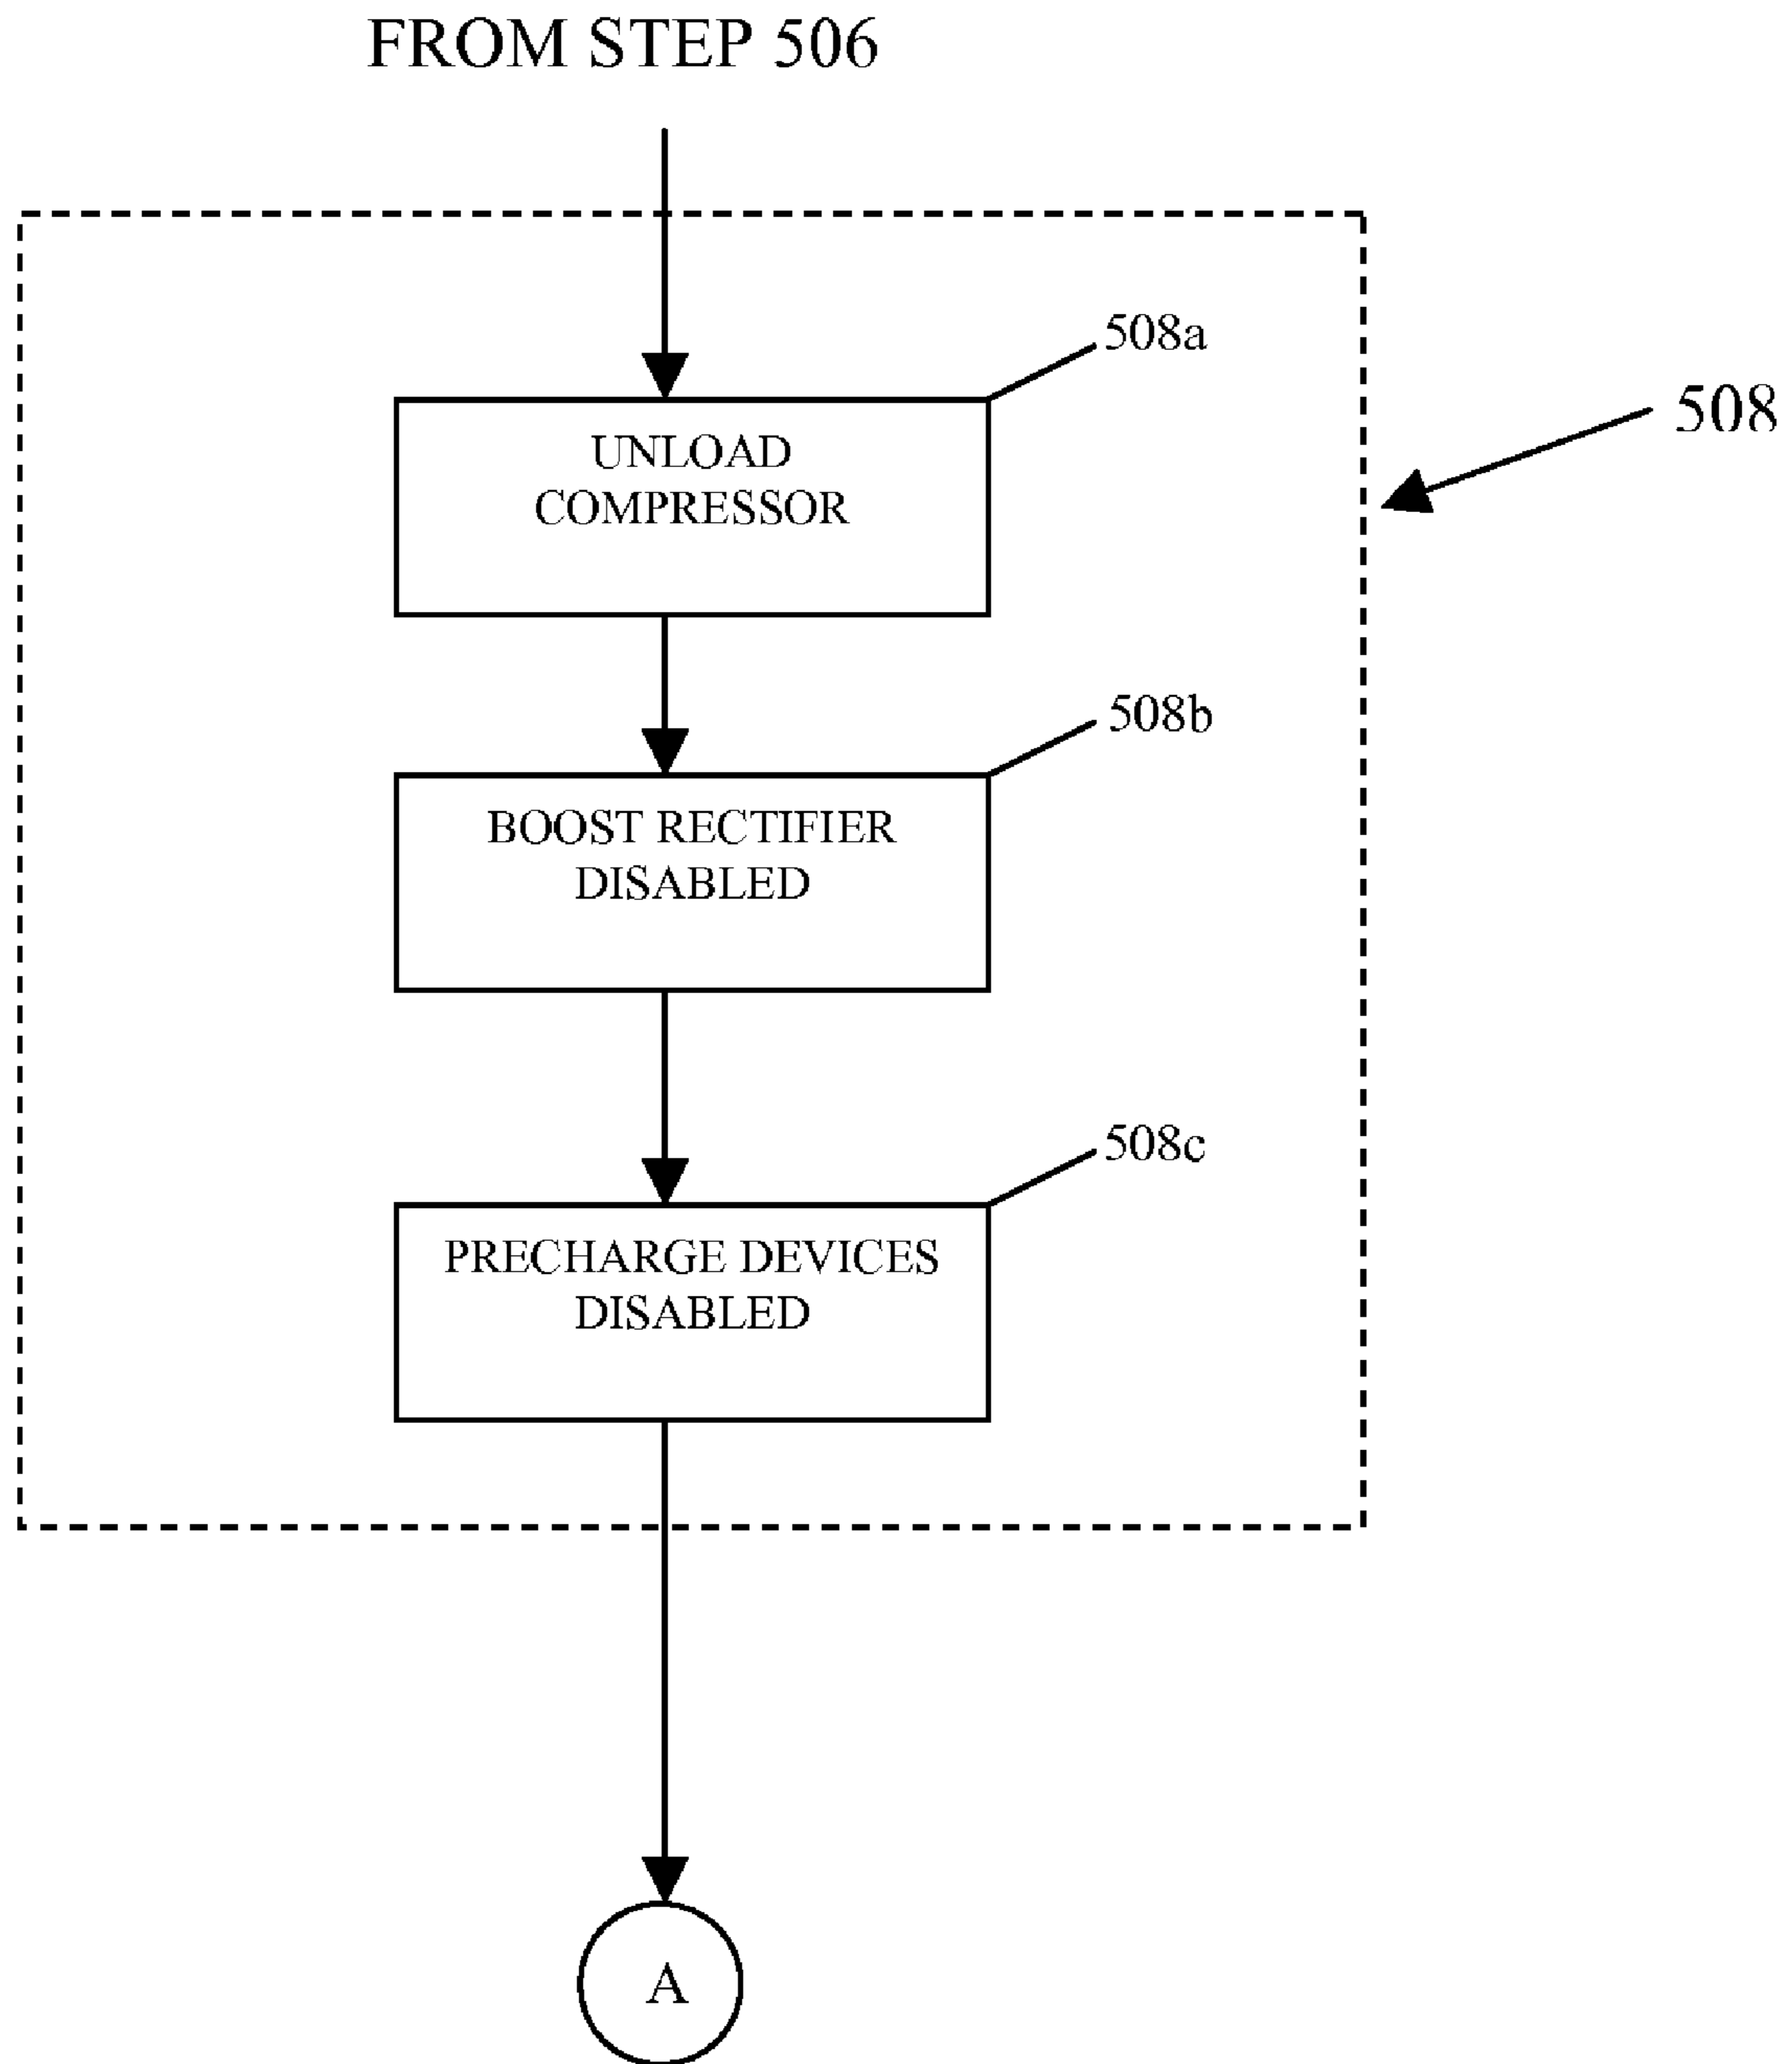 FROM STEP 506
508a
508
UNLOAD
COMPRESSOR
508b
BOOST RECTIFIER
DISABLED
508c
PRECHARGE DEVICES
DISABLED
A